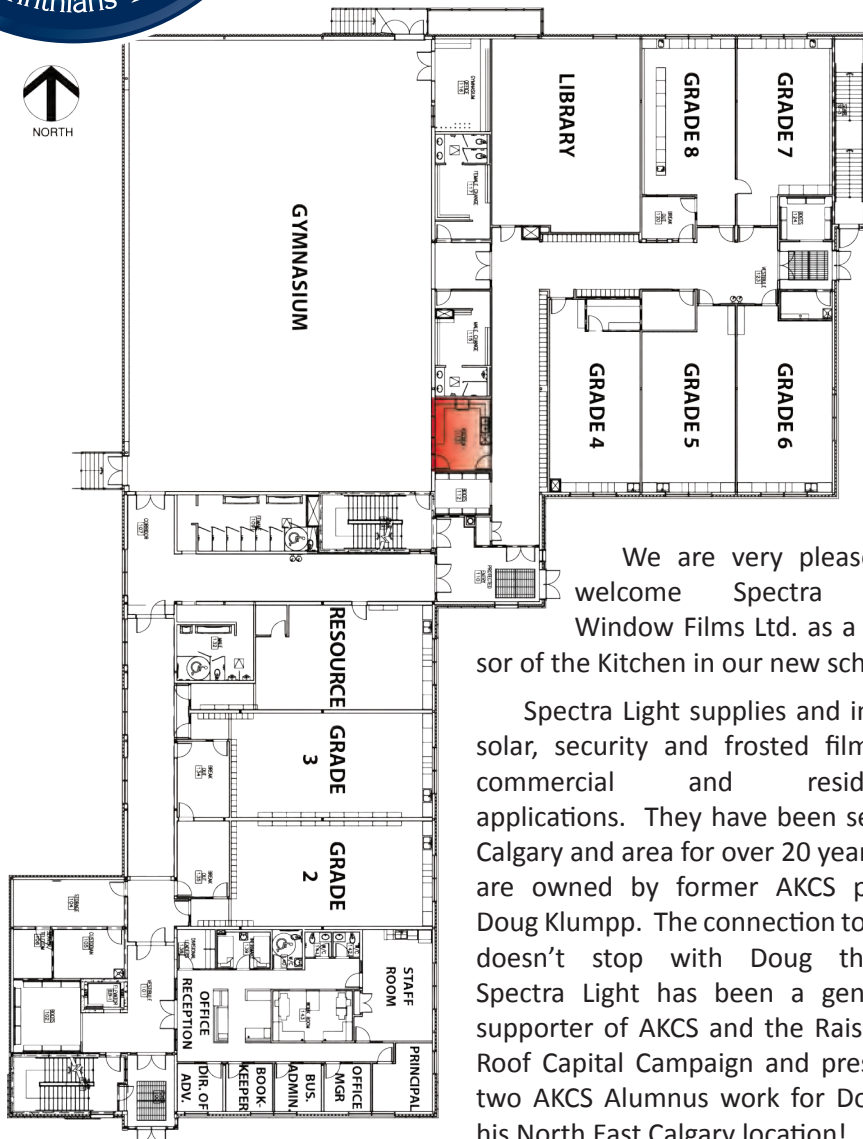 inthians
NORTH
GYMNASIUM
LIBRARY
GRADE 8
GRADE 7
GRADE 4
GRADE 5
GRADE 6
RESOURCE
GRADE
3
GRADE
2
STAFF
ROOM
OFFICE
RECEPTION
PRINCIPAL
DIR. OF
ADV.
BOOK-
KEEPER
BUS.
ADMIN.
OFFICE
MGR
We are very please
welcome Spectra
Window Films Ltd. as a
sor of the Kitchen in our new sch
Spectra Light supplies and in
solar, security and frosted film
commercial and resid
applications. They have been se
Calgary and area for over 20 year
are owned by former AKCS p
Doug Klumpp. The connection to
doesn't stop with Doug th
Spectra Light has been a gen
supporter of AKCS and the Rais
Roof Capital Campaign and pres
two AKCS Alumnus work for Do
his North East Calgary location!